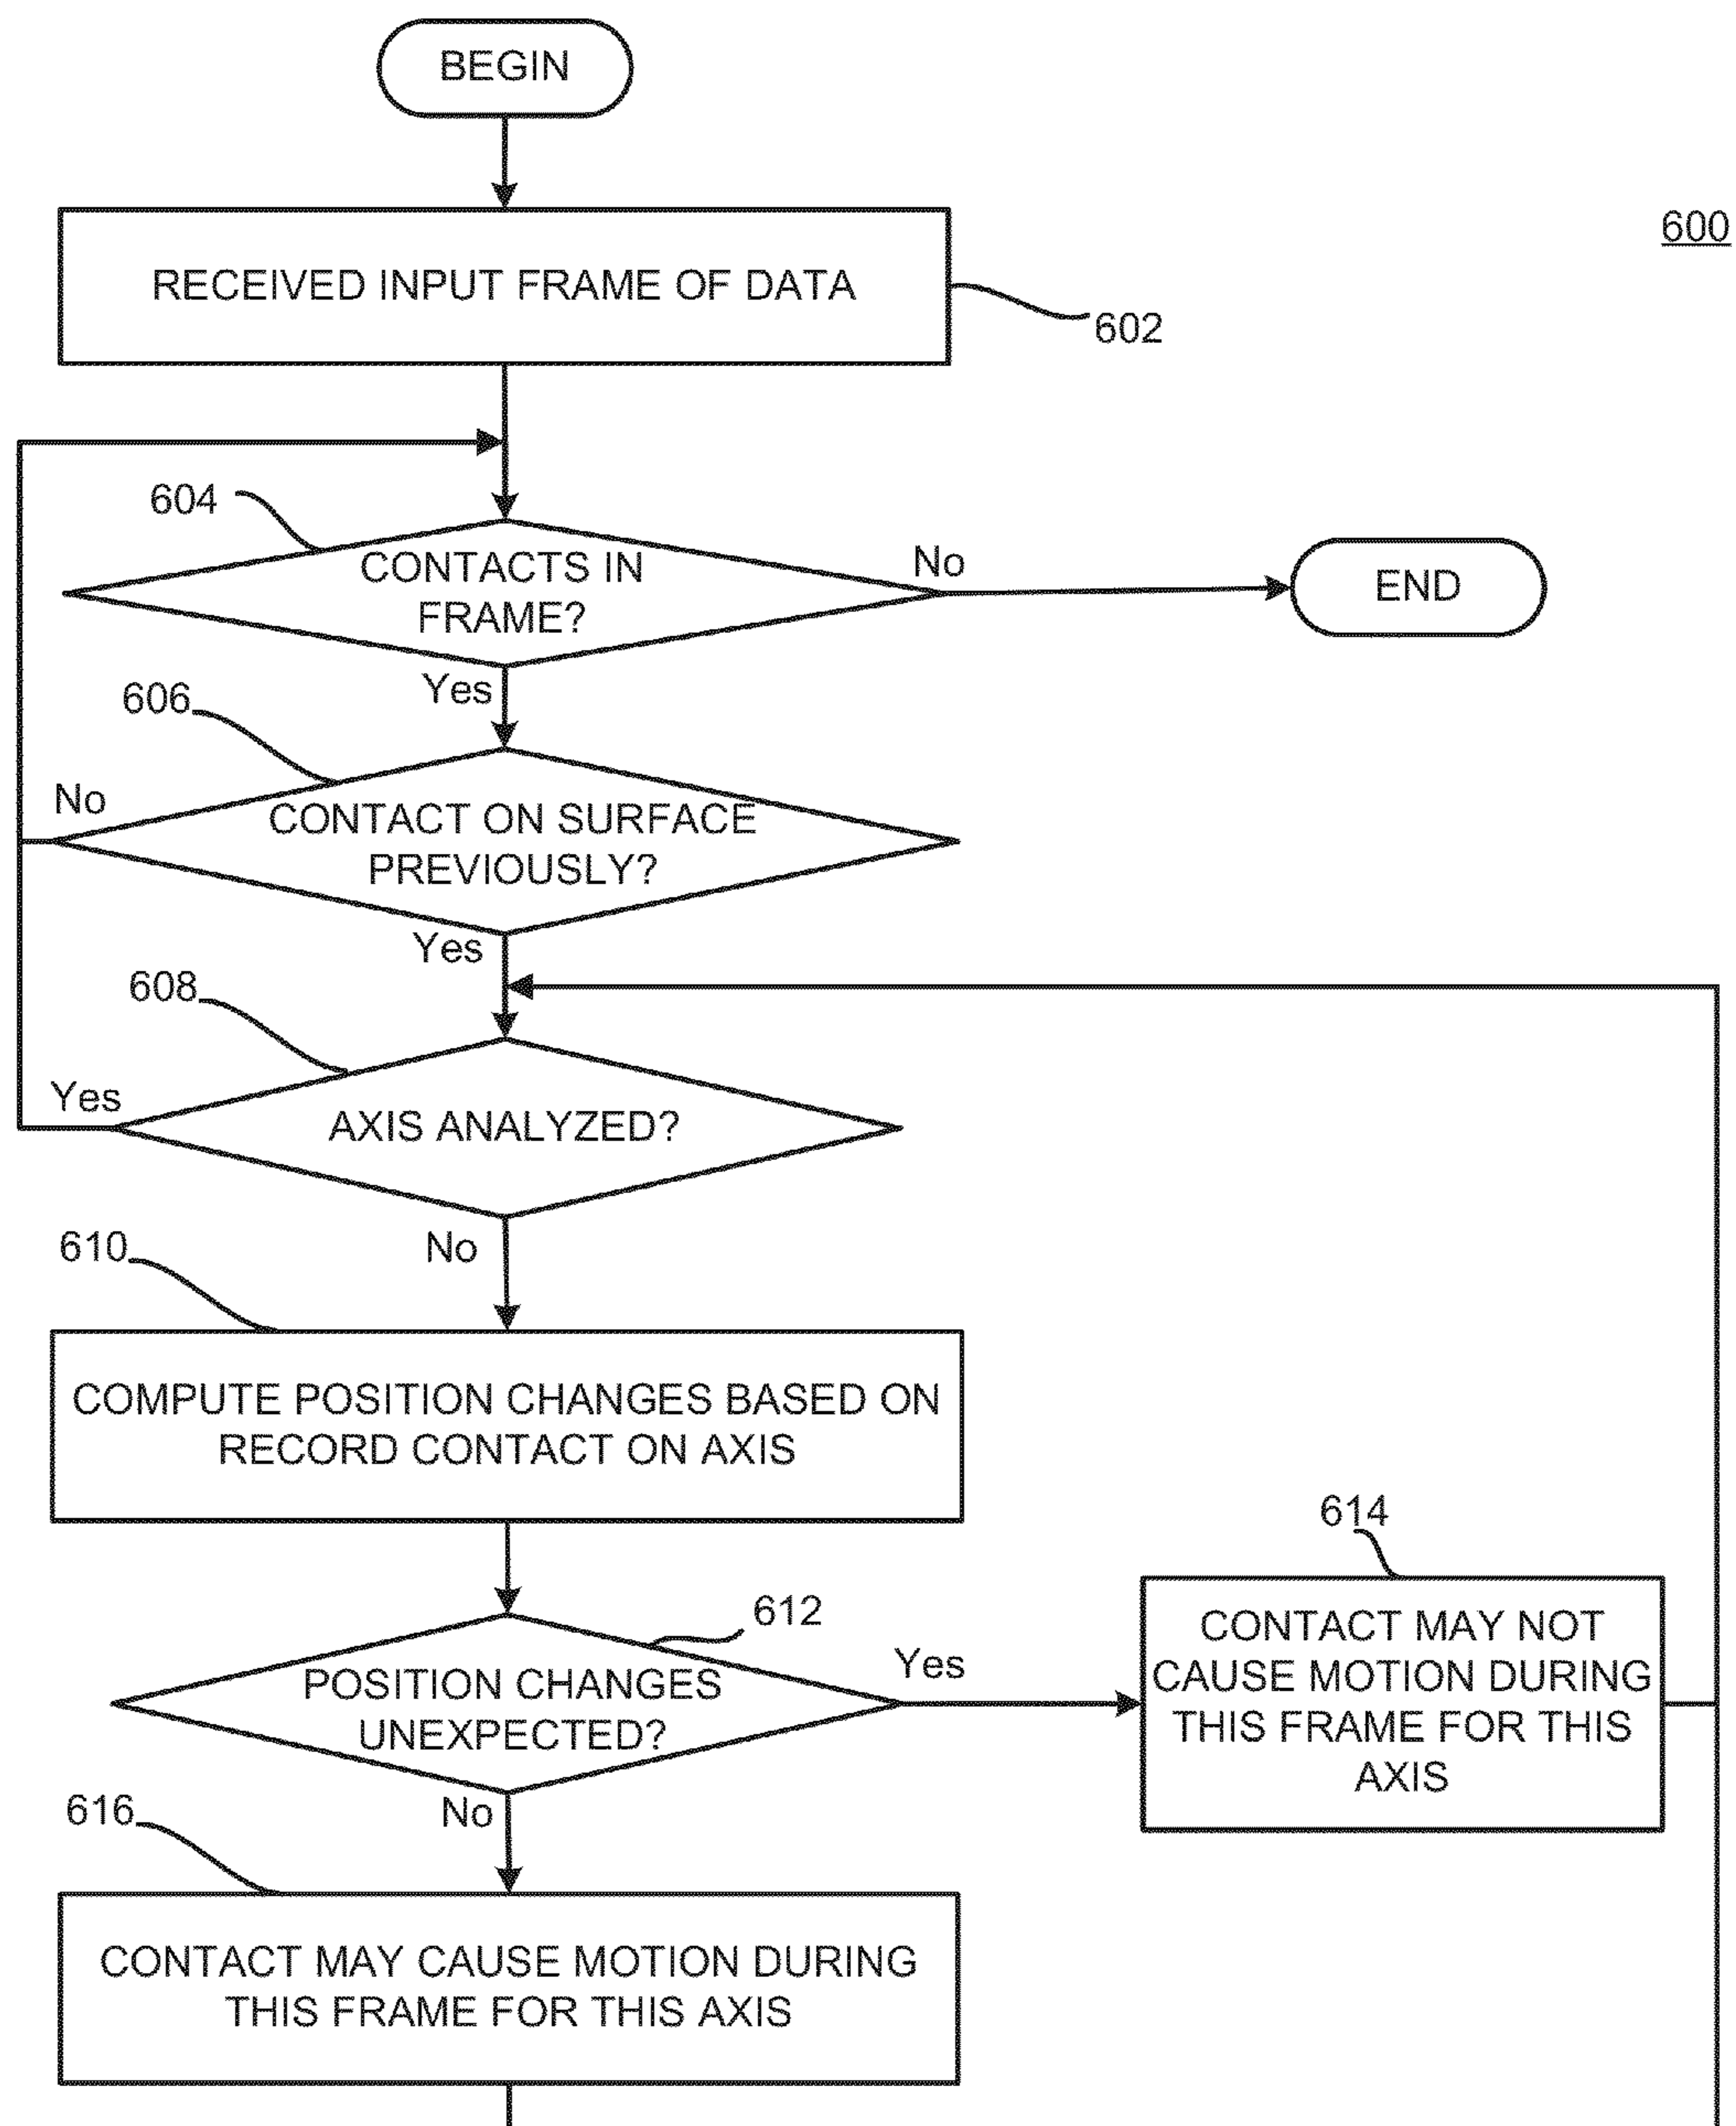 BEGIN
600
RECEIVED INPUT FRAME OF DATA
602
604
CONTACTS IN
FRAME?
No
END
Yes
606
No
CONTACT ON SURFACE
PREVIOUSLY?
Yes
608
Yes
AXIS ANALYZED?
No
610
COMPUTE POSITION CHANGES BASED ON
RECORD CONTACT ON AXIS
612
POSITION CHANGES
UNEXPECTED?
Yes
614
CONTACT MAY NOT
CAUSE MOTION DURING
THIS FRAME FOR THIS
AXIS
No
616
CONTACT MAY CAUSE MOTION DURING
THIS FRAME FOR THIS AXIS